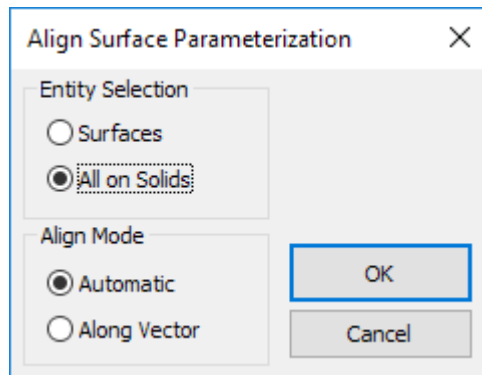 Align Surface Parameterization
Entity Selection
Surfaces
All on Solids
Align Mode
Automatic
Along Vector
OK
Cancel